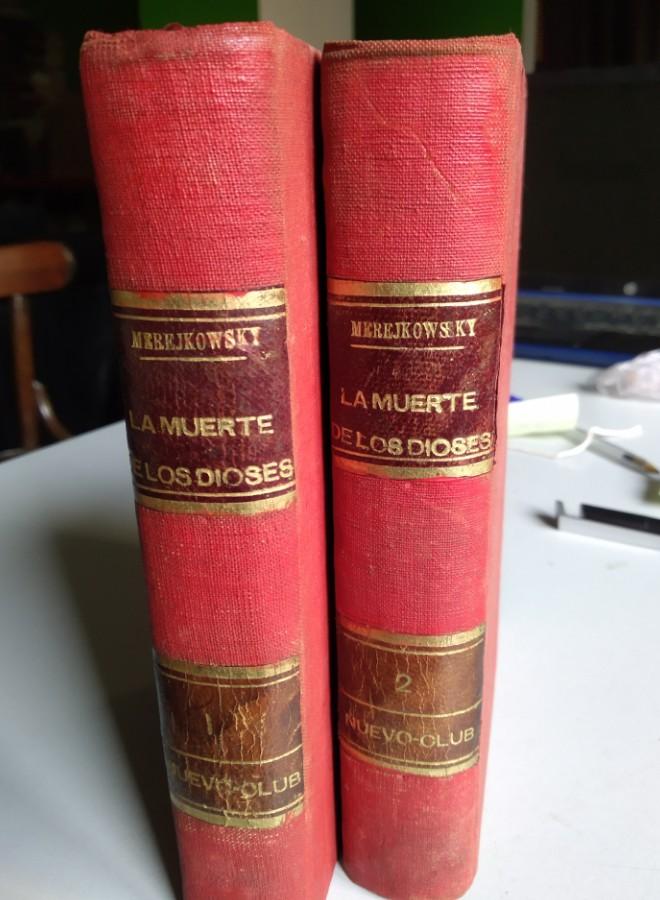 MEREJKOWSKY
LA MUERTE
DE LOS DIOSES
1
NUEVO-CLUB
MEREJKOWSKY
LA MUERTE
DE LOS DIOSES
2
NUEVO-CLUB